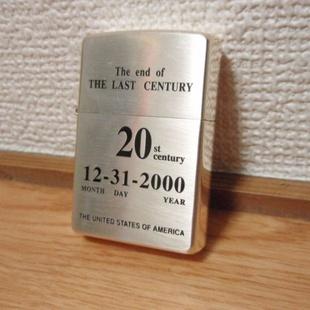 The end of
THE LAST CENTURY
20st
century
12-31-2000
MONTH DAY YEAR
THE UNITED STATES OF AMERICA